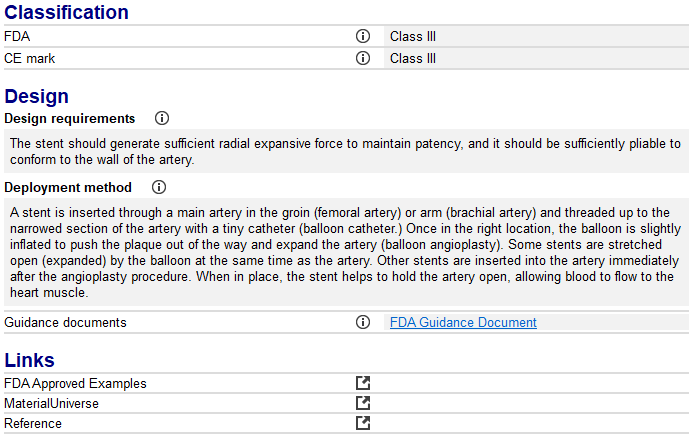 Classification
FDA Class III
CE mark Class III
Design
Design requirements
The stent should generate sufficient radial expansive force to maintain patency, and it should be sufficiently pliable to
conform to the wall of the artery.
Deployment method
A stent is inserted through a main artery in the groin (femoral artery) or arm (brachial artery) and threaded up to the
narrowed section of the artery with a tiny catheter (balloon catheter.) Once in the right location, the balloon is slightly
inflated to push the plaque out of the way and expand the artery (balloon angioplasty). Some stents are stretched
open (expanded) by the balloon at the same time as the artery. Other stents are inserted into the artery immediately
after the angioplasty procedure. When in place, the stent helps to hold the artery open, allowing blood to flow to the
heart muscle.
Guidance documents FDA Guidance Document
Links
FDA Approved Examples
MaterialUniverse
Reference